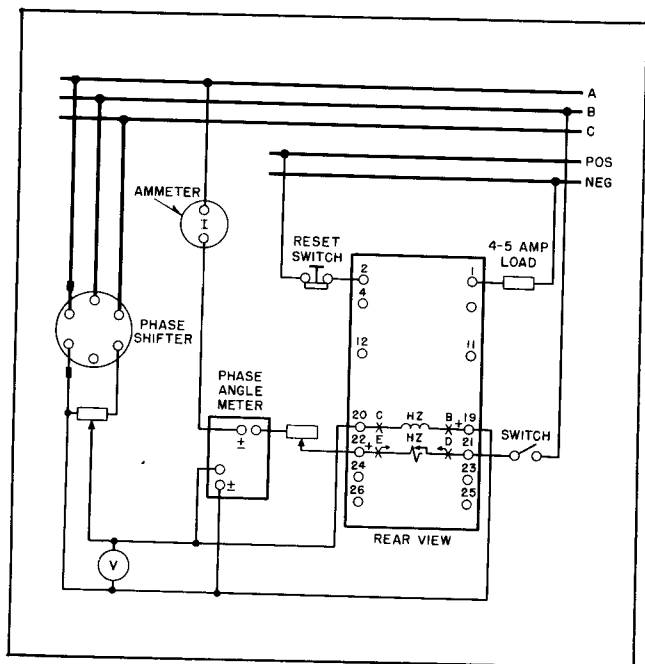 A
B
C
POS
NEG
AMMETER
I
RESET
SWITCH
4-5 AMP
LOAD
2
1
4
PHASE
SHIFTER
12
11
PHASE
ANGLE
METER
±
±
20 C HZ B + 19
22 + E HZ D 21
SWITCH
24
23
26
25
REAR VIEW
V